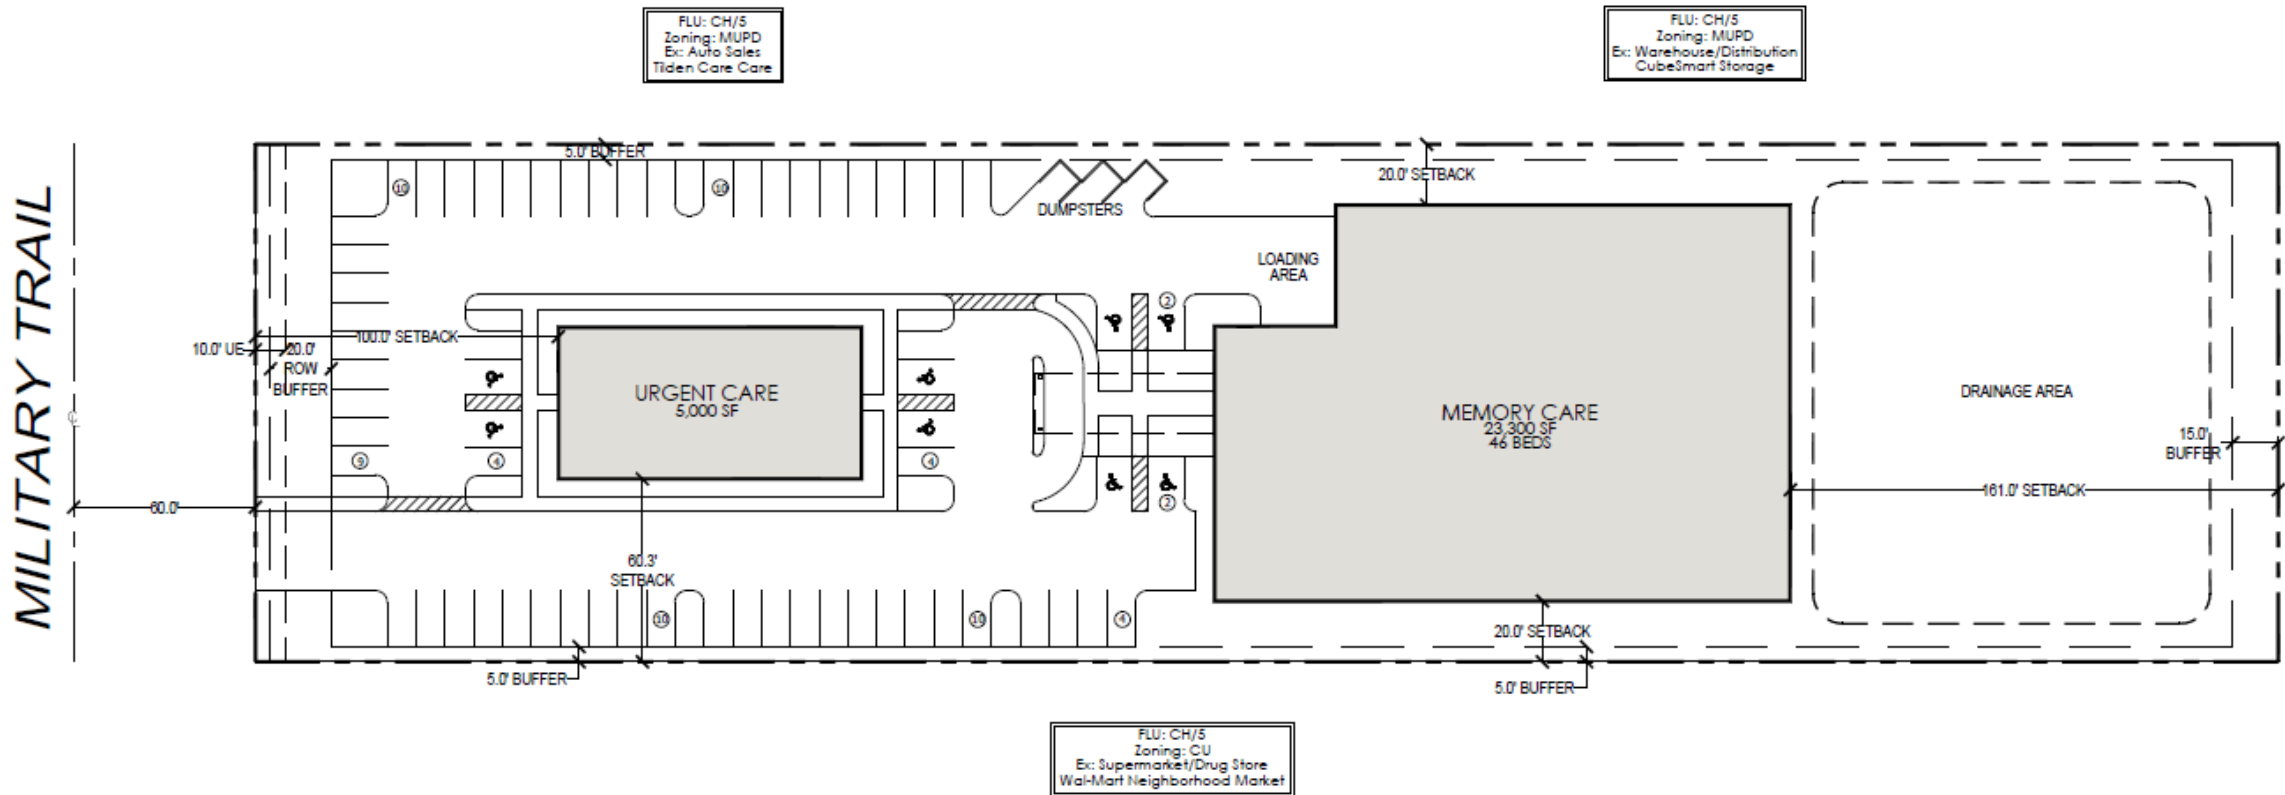 FLU: CH/5
Zoning: MUPD
Ex: Auto Sales
Tilden Care Care
FLU: CH/5
Zoning: MUPD
Ex: Warehouse/Distribution
CubeSmart Storage
MILITARY TRAIL
5.0' BUFFER
20.0' SETBACK
10
10
DUMPSTERS
LOADING
AREA
2
100.0' SETBACK
10.0' UE
20.0'
ROW
BUFFER
URGENT CARE
5,000 SF
MEMORY CARE
23,300 SF
46 BEDS
DRAINAGE AREA
15.0'
BUFFER
9
4
4
2
161.0' SETBACK
60.0'
60.3'
SETBACK
10
10
4
20.0' SETBACK
5.0' BUFFER
5.0' BUFFER
FLU: CH/5
Zoning: CU
Ex: Supermarket/Drug Store
Wal-Mart Neighborhood Market